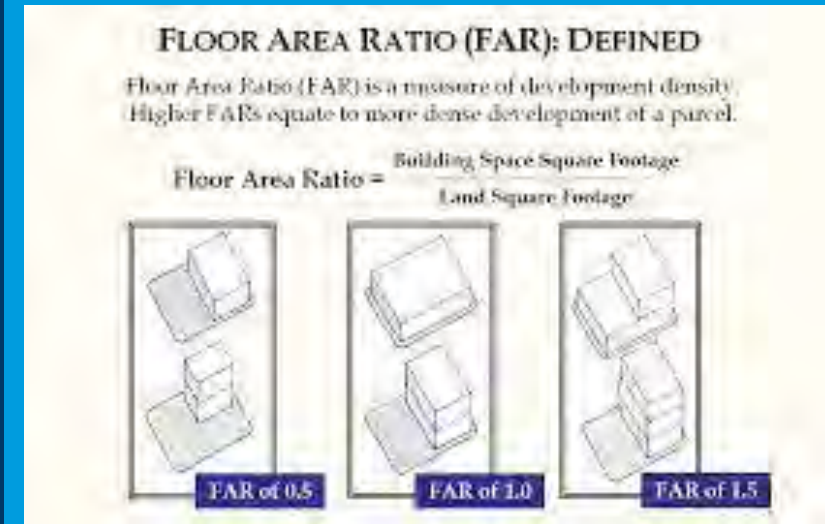 FLOOR AREA RATIO (FAR): DEFINED
Floor Area Ratio (FAR) is a measure of development density.
Higher FARs equate to more dense development of a parcel.
Floor Area Ratio =
Building Space Square Footage
Land Square Footage
FAR of 0.5
FAR of 1.0
FAR of 1.5